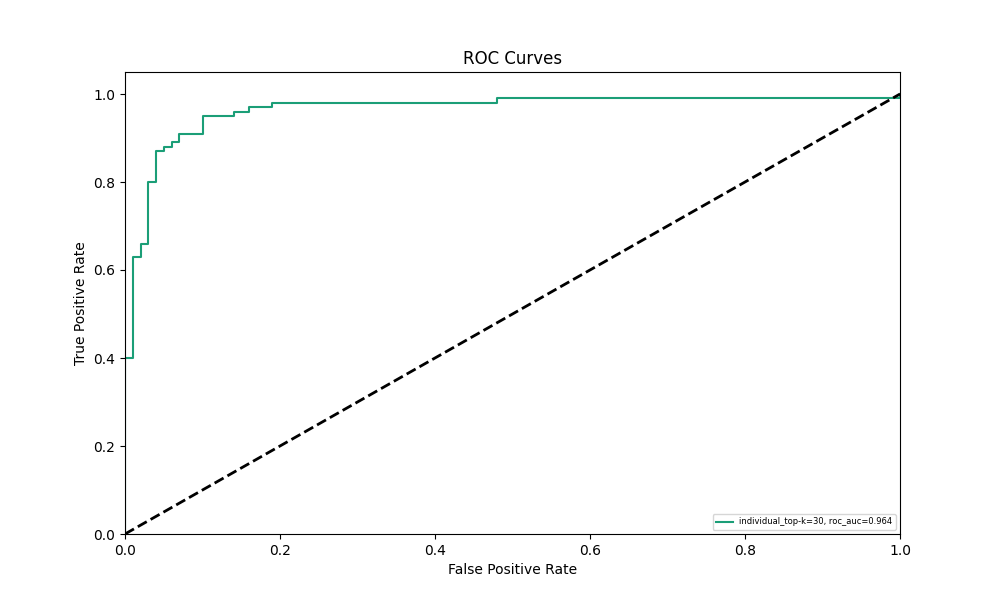 ROC Curves
1.0
0.8
0.6
0.4
0.2
0.0
True Positive Rate
individual_top-k=30, roc_auc=0.964
0.0 0.2 0.4 0.6 0.8 1.0
False Positive Rate